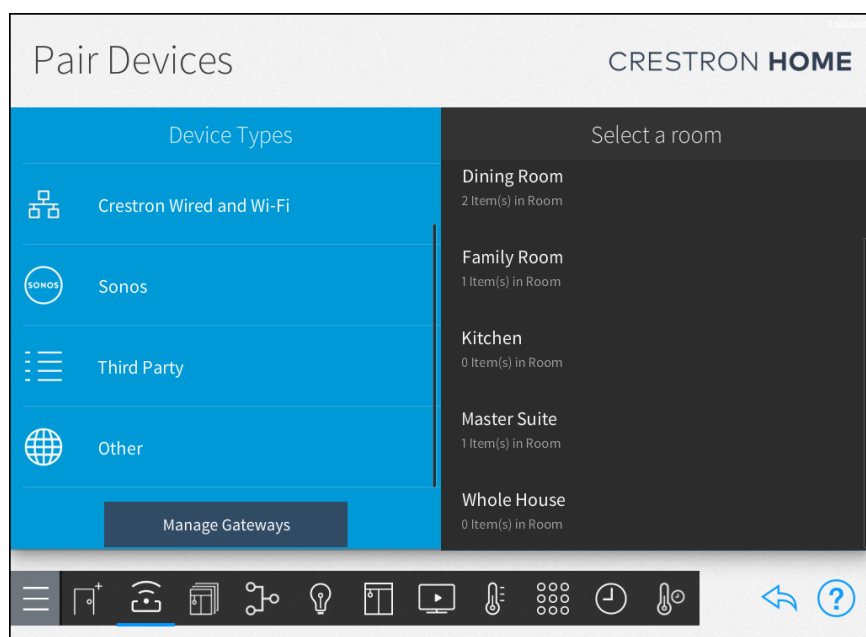 Pair Devices
CRESTRON HOME
Device Types
Crestron Wired and Wi-Fi
SONOS
Sonos
Third Party
Other
Manage Gateways
Select a room
Dining Room
2 Item(s) in Room
Family Room
1 Item(s) in Room
Kitchen
0 Item(s) in Room
Master Suite
1 Item(s) in Room
Whole House
0 Item(s) in Room
?